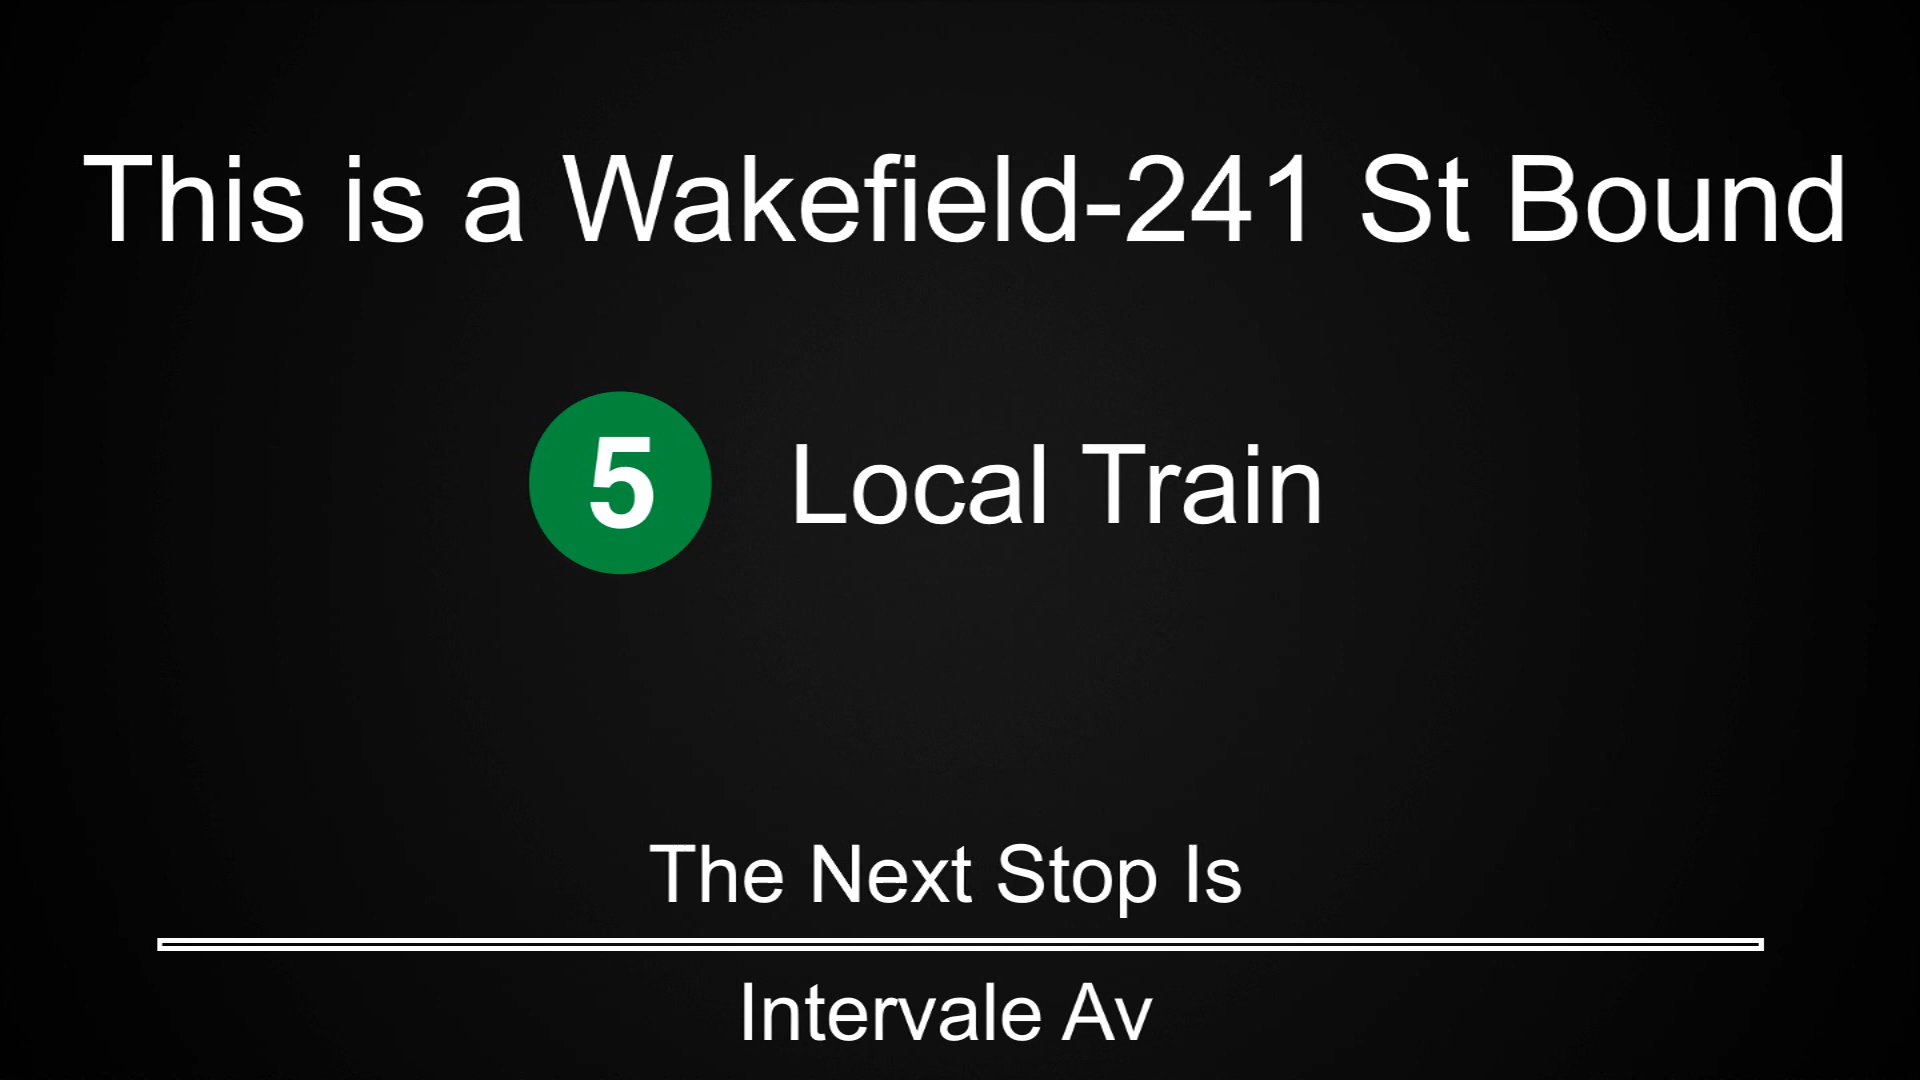 This is a Wakefield-241 St Bound
5 Local Train
The Next Stop Is
Intervale Av